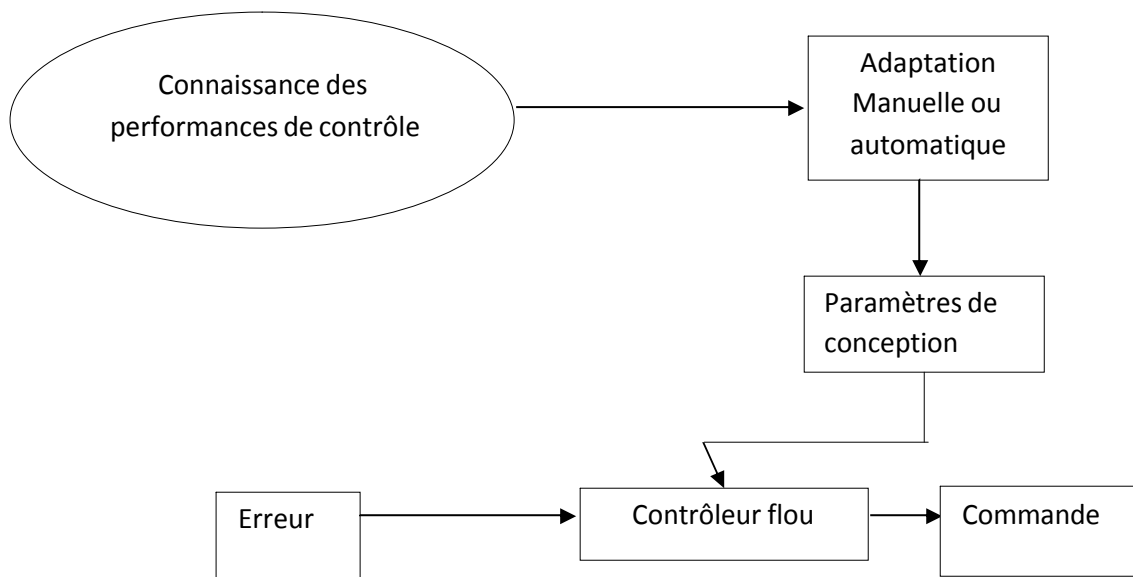 Connaissance des
performances de contrôle
Adaptation
Manuelle ou
automatique
Paramètres de
conception
Erreur
Contrôleur flou
Commande